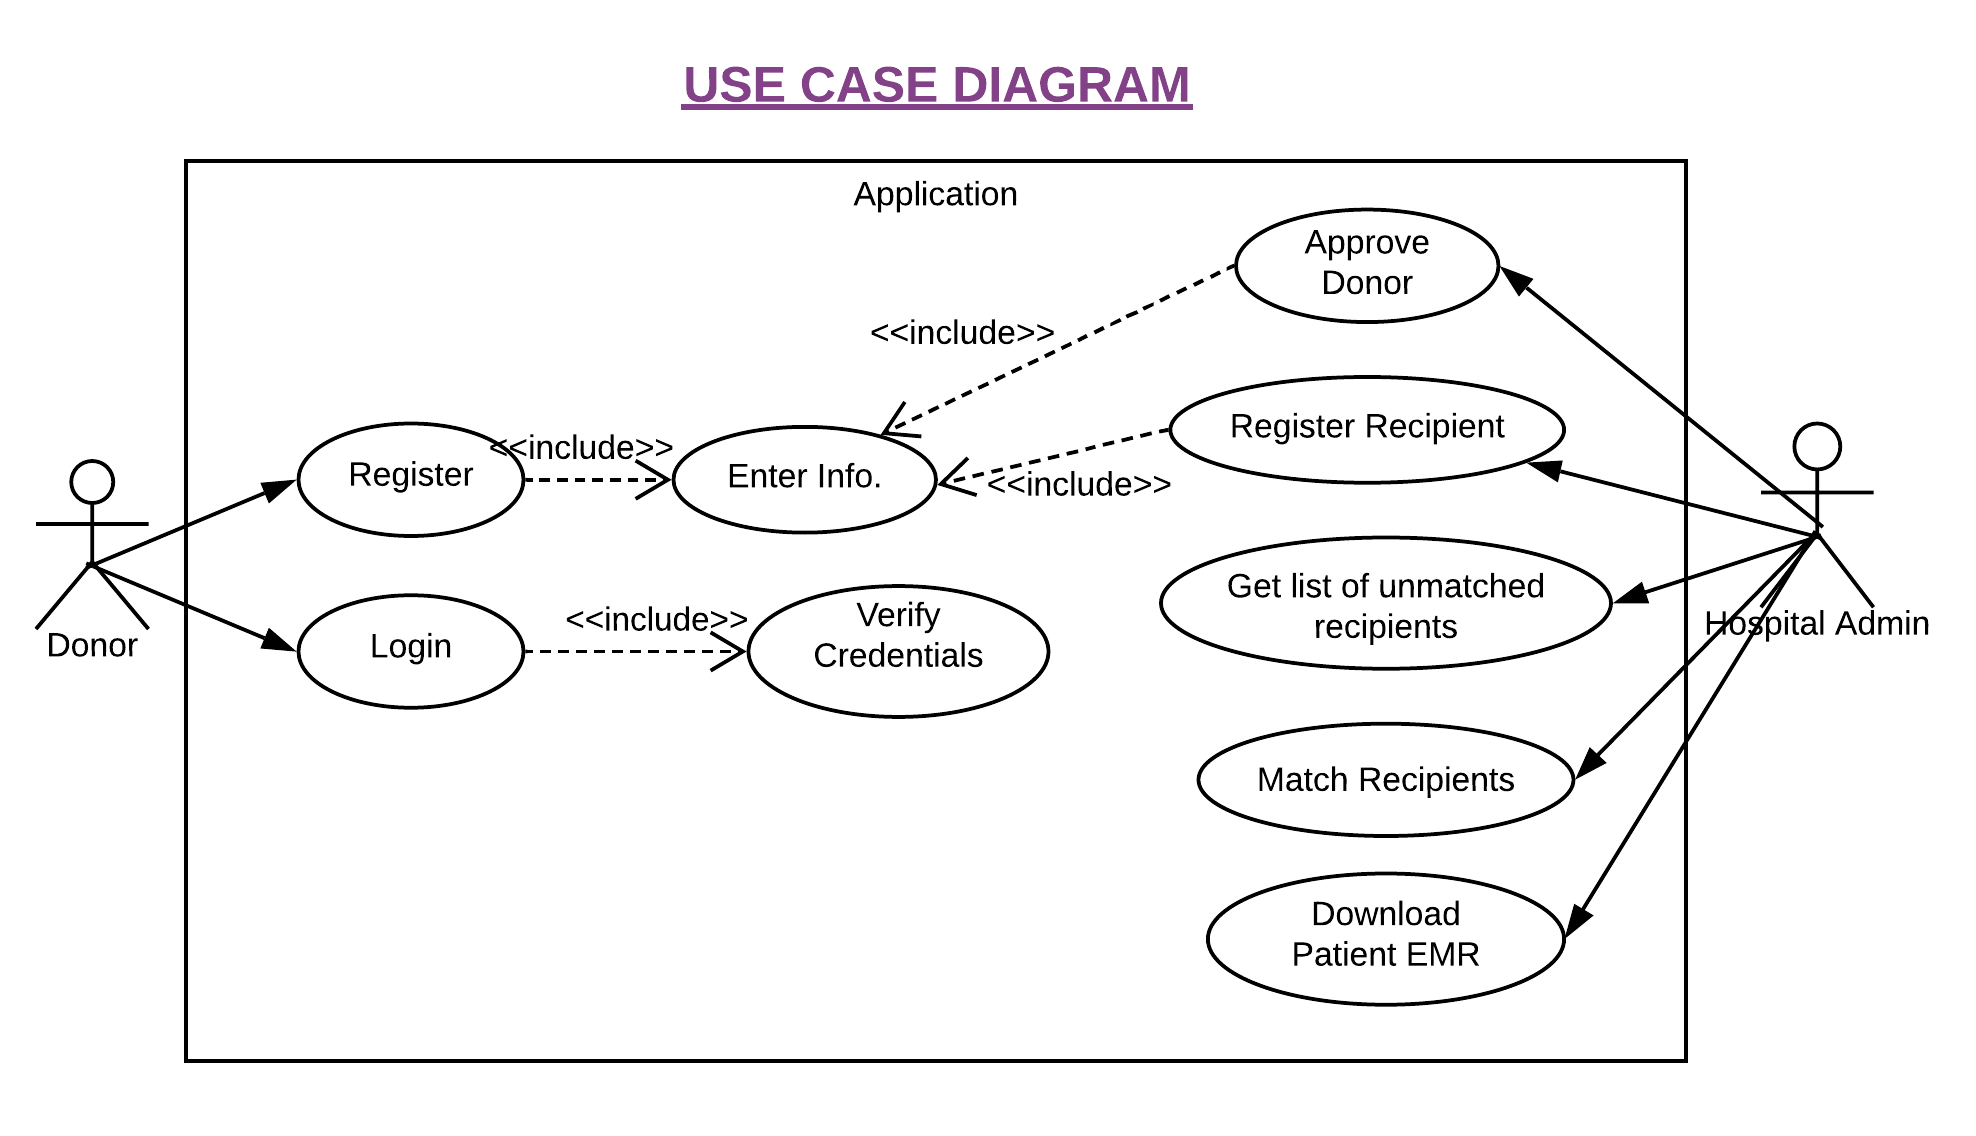 USE CASE DIAGRAM
Application
Approve
Donor
<<include>>
Register Recipient
<<include>>
Register
Enter Info.
<<include>>
Get list of unmatched
recipients
Hospital Admin
Donor
Login
<<include>>
Verify
Credentials
Match Recipients
Download
Patient EMR